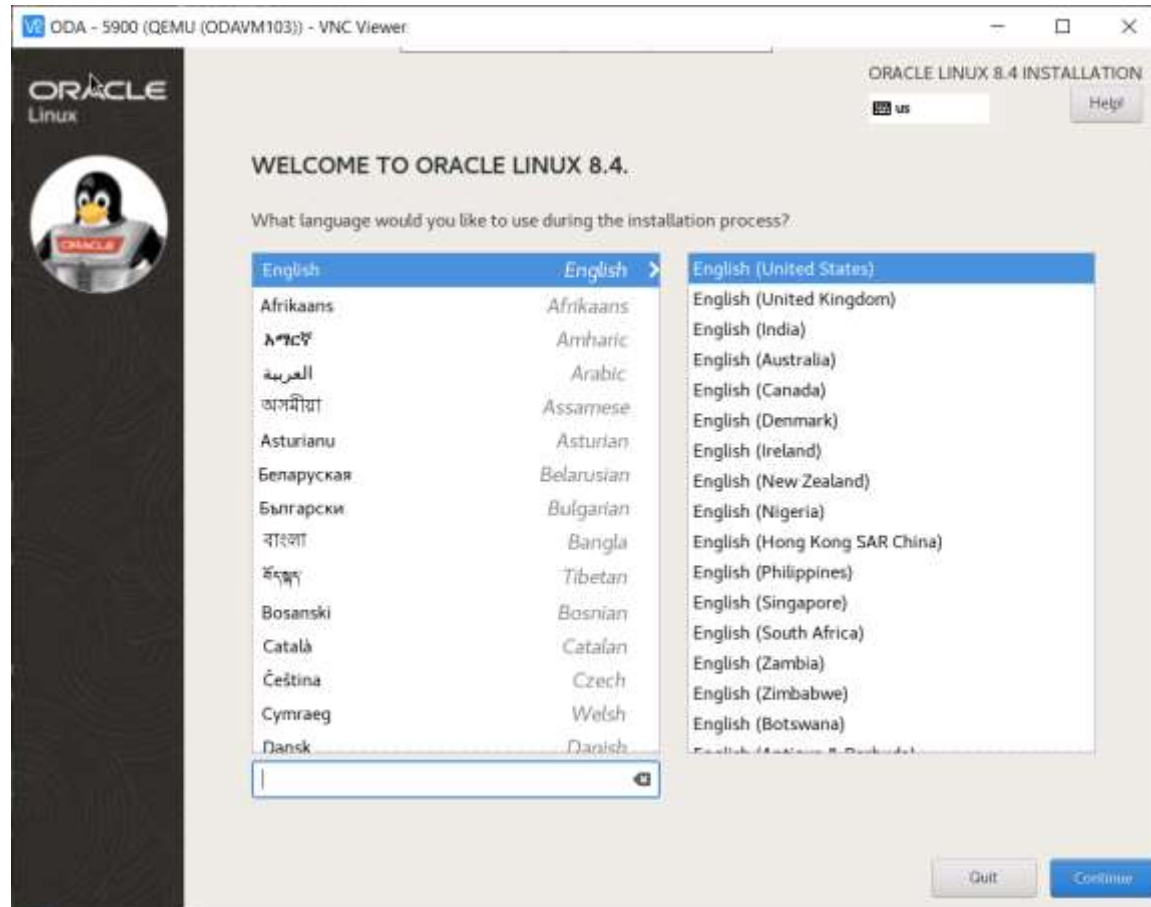 ODA - 5900 (QEMU (ODAVM103)) - VNC Viewer
ORACLE
Linux
ORACLE LINUX 8.4 INSTALLATION
us
Help!
WELCOME TO ORACLE LINUX 8.4.
What language would you like to use during the installation process?
English English
Afrikaans Afrikaans
አማርኛ Amharic
العربية Arabic
অসমীয়া Assamese
Asturianu Asturian
Беларуская Belarusian
Български Bulgarian
বাংলা Bangla
Tibetan
Bosanski Bosnian
Català Catalan
Čeština Czech
Cymraeg Welsh
Dansk Danish
English (United States)
English (United Kingdom)
English (India)
English (Australia)
English (Canada)
English (Denmark)
English (Ireland)
English (New Zealand)
English (Nigeria)
English (Hong Kong SAR China)
English (Philippines)
English (Singapore)
English (South Africa)
English (Zambia)
English (Zimbabwe)
English (Botswana)
ORACLE
Quit
Continue